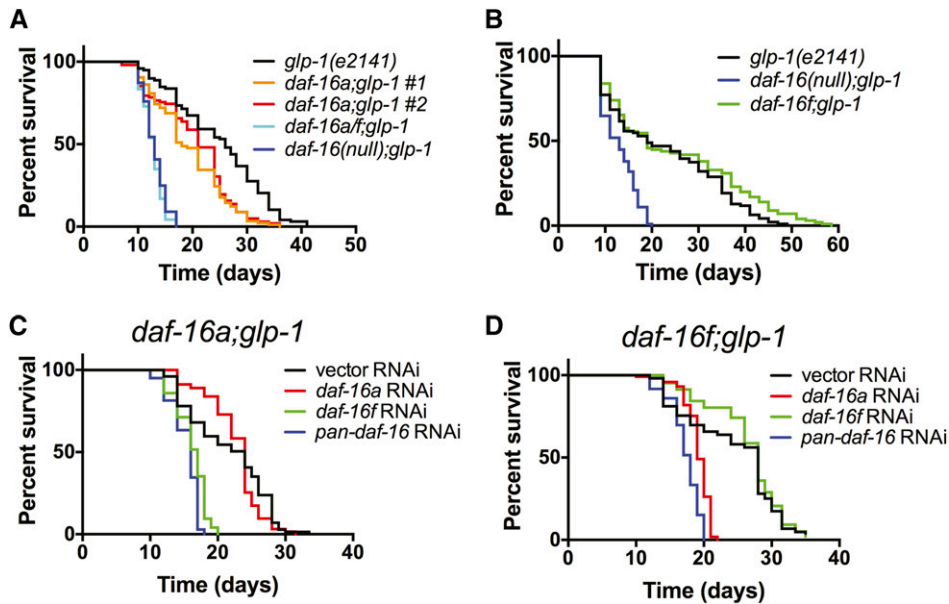 A
Percent survival
100
50
0
0 10 20 30 40 50
Time (days)
glp-1(e2141)
daf-16a;glp-1 #1
daf-16a;glp-1 #2
daf-16a/f;glp-1
daf-16(null);glp-1
B
Percent survival
100
50
0
0 10 20 30 40 50 60
Time (days)
glp-1(e2141)
daf-16(null);glp-1
daf-16f;glp-1
C
daf-16a;glp-1
Percent survival
100
50
0
0 10 20 30 40
Time (days)
vector RNAi
daf-16a RNAi
daf-16f RNAi
pan-daf-16 RNAi
D
daf-16f;glp-1
Percent survival
100
50
0
0 10 20 30 40
Time (days)
vector RNAi
daf-16a RNAi
daf-16f RNAi
pan-daf-16 RNAi